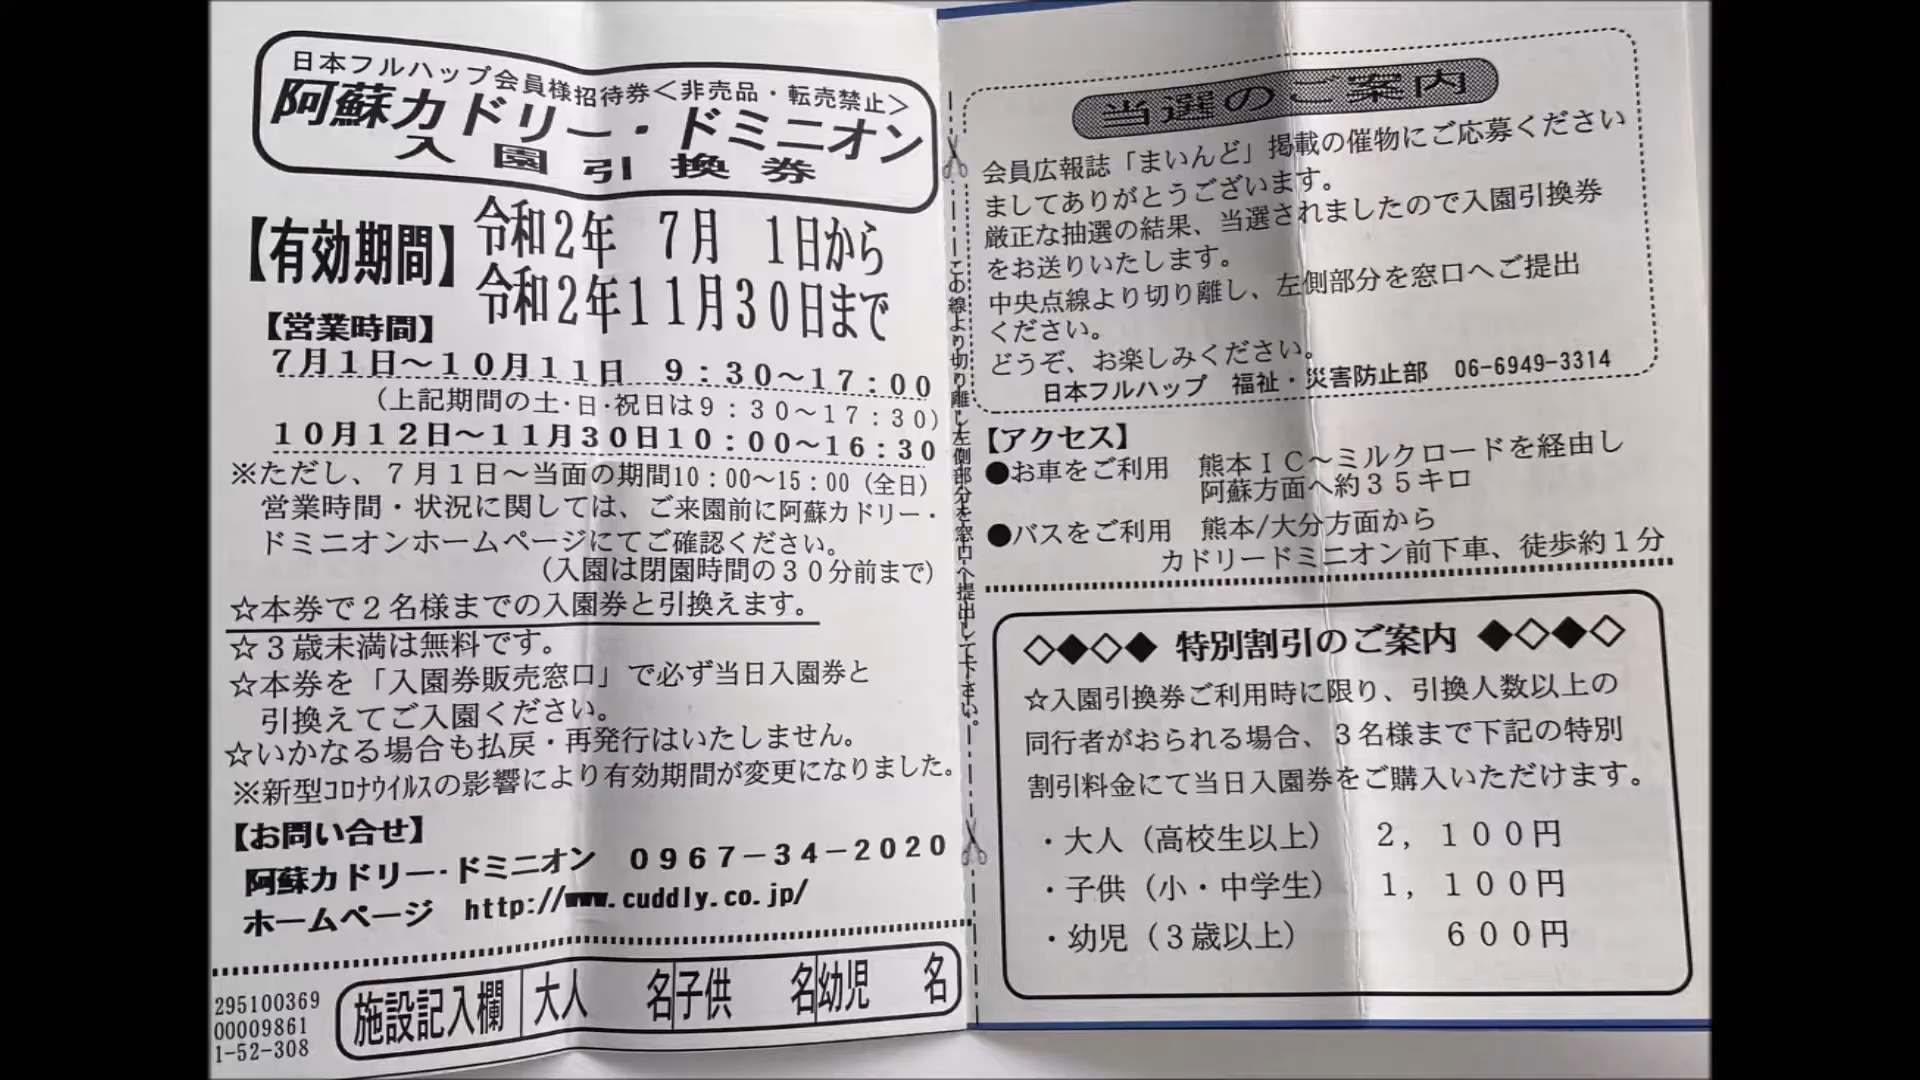 日本フルハップ会員様招待券＜非売品・転売禁止＞
阿蘇カドリー・ドミニオン
入園引換券
【有効期間】
令和２年　７月　１日から
令和２年１１月３０日まで
【営業時間】
７月１日～１０月１１日　９：３０～１７：００
（上記期間の土･日･祝日は９：３０～１７：３０）
１０月１２日～１１月３０日１０：００～１６：３０
※ただし、７月１日～当面の期間10：00～15：00（全日）
営業時間・状況に関しては、ご来園前に阿蘇カドリー・
ドミニオンホームページにてご確認ください。
（入園は閉園時間の３０分前まで）
☆本券で２名様までの入園券と引換えます。
☆３歳未満は無料です。
☆本券を「入園券販売窓口」で必ず当日入園券と
引換えてご入園ください。
☆いかなる場合も払戻・再発行はいたしません。
※新型ｺﾛﾅｳｲﾙｽの影響により有効期間が変更になりました。
【お問い合せ】
阿蘇カドリー・ドミニオン　０９６７－３４－２０２０
ホームページ　http://www.cuddly.co.jp/
295100369
00009861
1-52-308
施設記入欄　大人　名　子供　名　幼児　名
この線より切り離し左側部分を窓口へ提出して下さい。
当選のご案内
会員広報誌「まいんど」掲載の催物にご応募ください
ましてありがとうございます。
厳正な抽選の結果、当選されましたので入園引換券
をお送りいたします。
中央点線より切り離し、左側部分を窓口へご提出
ください。
どうぞ、お楽しみください。
日本フルハップ　福祉・災害防止部　06-6949-3314
【アクセス】
●お車をご利用　熊本ＩＣ～ミルクロードを経由し
阿蘇方面へ約３５キロ
●バスをご利用　熊本/大分方面から
カドリードミニオン前下車、徒歩約１分
◇◆◇◆ 特別割引のご案内 ◆◇◆◇
☆入園引換券ご利用時に限り、引換人数以上の
同行者がおられる場合、３名様まで下記の特別
割引料金にて当日入園券をご購入いただけます。
・大人（高校生以上）　２，１００円
・子供（小・中学生）　１，１００円
・幼児（３歳以上）　６００円